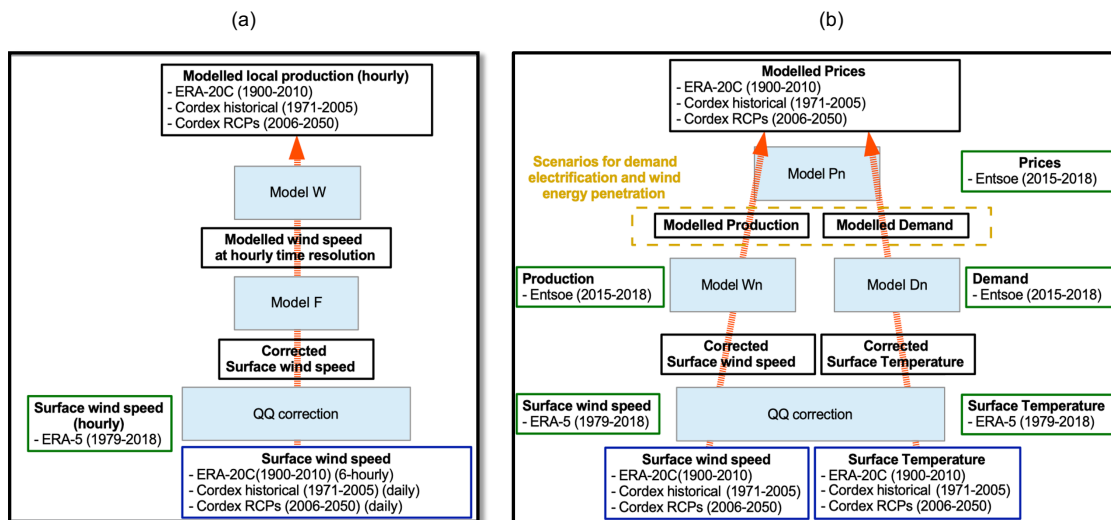 (a)
Modelled local production (hourly)
- ERA-20C (1900-2010)
- Cordex historical (1971-2005)
- Cordex RCPs (2006-2050)
Model W
Modelled wind speed
at hourly time resolution
Model F
Corrected
Surface wind speed
Surface wind speed
(hourly)
- ERA-5 (1979-2018)
QQ correction
Surface wind speed
- ERA-20C(1900-2010) (6-hourly)
- Cordex historical (1971-2005) (daily)
- Cordex RCPs (2006-2050) (daily)
(b)
Modelled Prices
- ERA-20C (1900-2010)
- Cordex historical (1971-2005)
- Cordex RCPs (2006-2050)
Scenarios for demand
electrification and wind
energy penetration
Model Pn
Prices
- Entsoe (2015-2018)
Modelled Production
Modelled Demand
Production
- Entsoe (2015-2018)
Model Wn
Model Dn
Demand
- Entsoe (2015-2018)
Corrected
Surface wind speed
Corrected
Surface Temperature
Surface wind speed
- ERA-5 (1979-2018)
QQ correction
Surface Temperature
- ERA-5 (1979-2018)
Surface wind speed
- ERA-20C(1900-2010)
- Cordex historical (1971-2005)
- Cordex RCPs (2006-2050)
Surface Temperature
- ERA-20C (1900-2010)
- Cordex historical (1971-2005)
- Cordex RCPs (2006-2050)